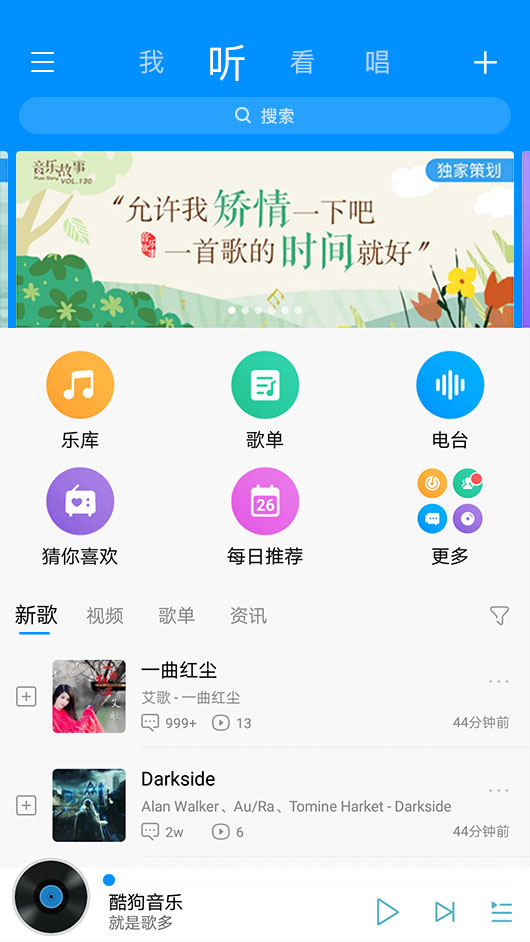 我 听 看 唱
搜索
音乐故事
VOL.130
独家策划
“允许我矫情一下吧
一首歌的时间就好”
乐库 歌单 电台
26
猜你喜欢 每日推荐 更多
新歌 视频 歌单 资讯
一曲红尘
艾歌 - 一曲红尘
999+ 13 44分钟前
Darkside
Alan Walker、Au/Ra、Tomine Harket - Darkside
2w 6 44分钟前
酷狗音乐
就是歌多